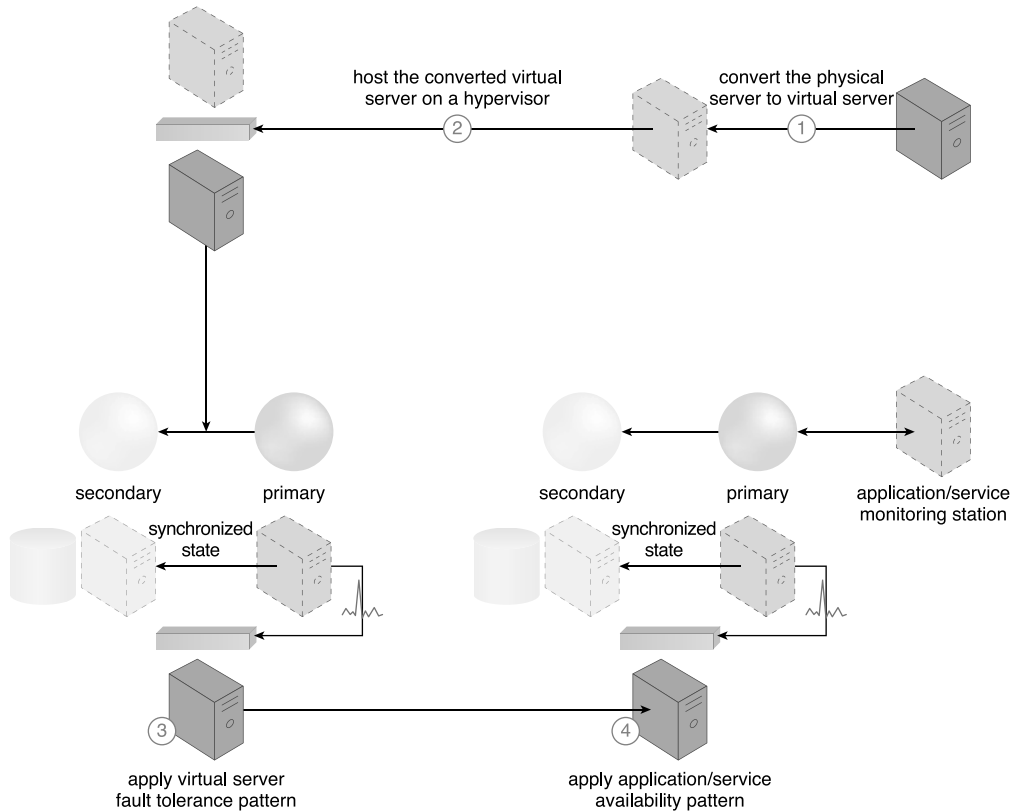 host the converted virtual
server on a hypervisor
2
convert the physical
server to virtual server
1
secondary
primary
secondary
primary
application/service
monitoring station
synchronized
state
synchronized
state
3
apply virtual server
fault tolerance pattern
4
apply application/service
availability pattern